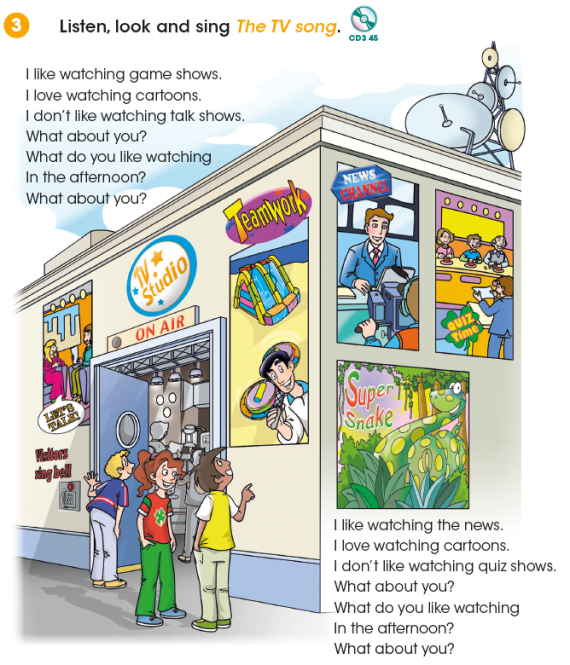 3 Listen, look and sing The TV song.
CD3 45
I like watching game shows.
I love watching cartoons.
I don't like watching talk shows.
What about you?
What do you like watching
In the afternoon?
What about you?
NEWS
CHANNEL
Teamwork
TV
Studio
QUIZ
Time
ON AIR
Super
Snake
LET'S
TALK!
Visitors
ring bell
I like watching the news.
I love watching cartoons.
I don't like watching quiz shows.
What about you?
What do you like watching
In the afternoon?
What about you?